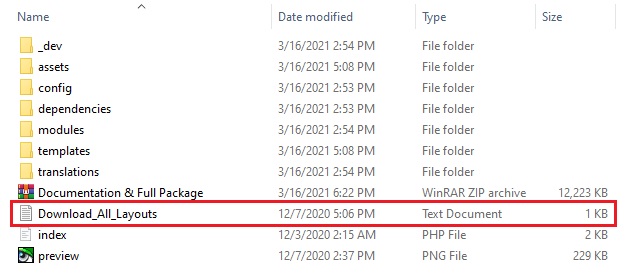 Name Date modified Type Size
_dev 3/16/2021 2:54 PM File folder
assets 3/16/2021 5:08 PM File folder
config 3/16/2021 2:53 PM File folder
dependencies 3/16/2021 2:53 PM File folder
modules 3/16/2021 2:54 PM File folder
templates 3/16/2021 5:08 PM File folder
translations 3/16/2021 2:54 PM File folder
Documentation & Full Package 3/16/2021 6:22 PM WinRAR ZIP archive 12,223 KB
Download_All_Layouts 12/7/2020 5:06 PM Text Document 1 KB
index 12/3/2020 2:15 AM PHP File 2 KB
preview 12/7/2020 2:37 PM PNG File 229 KB